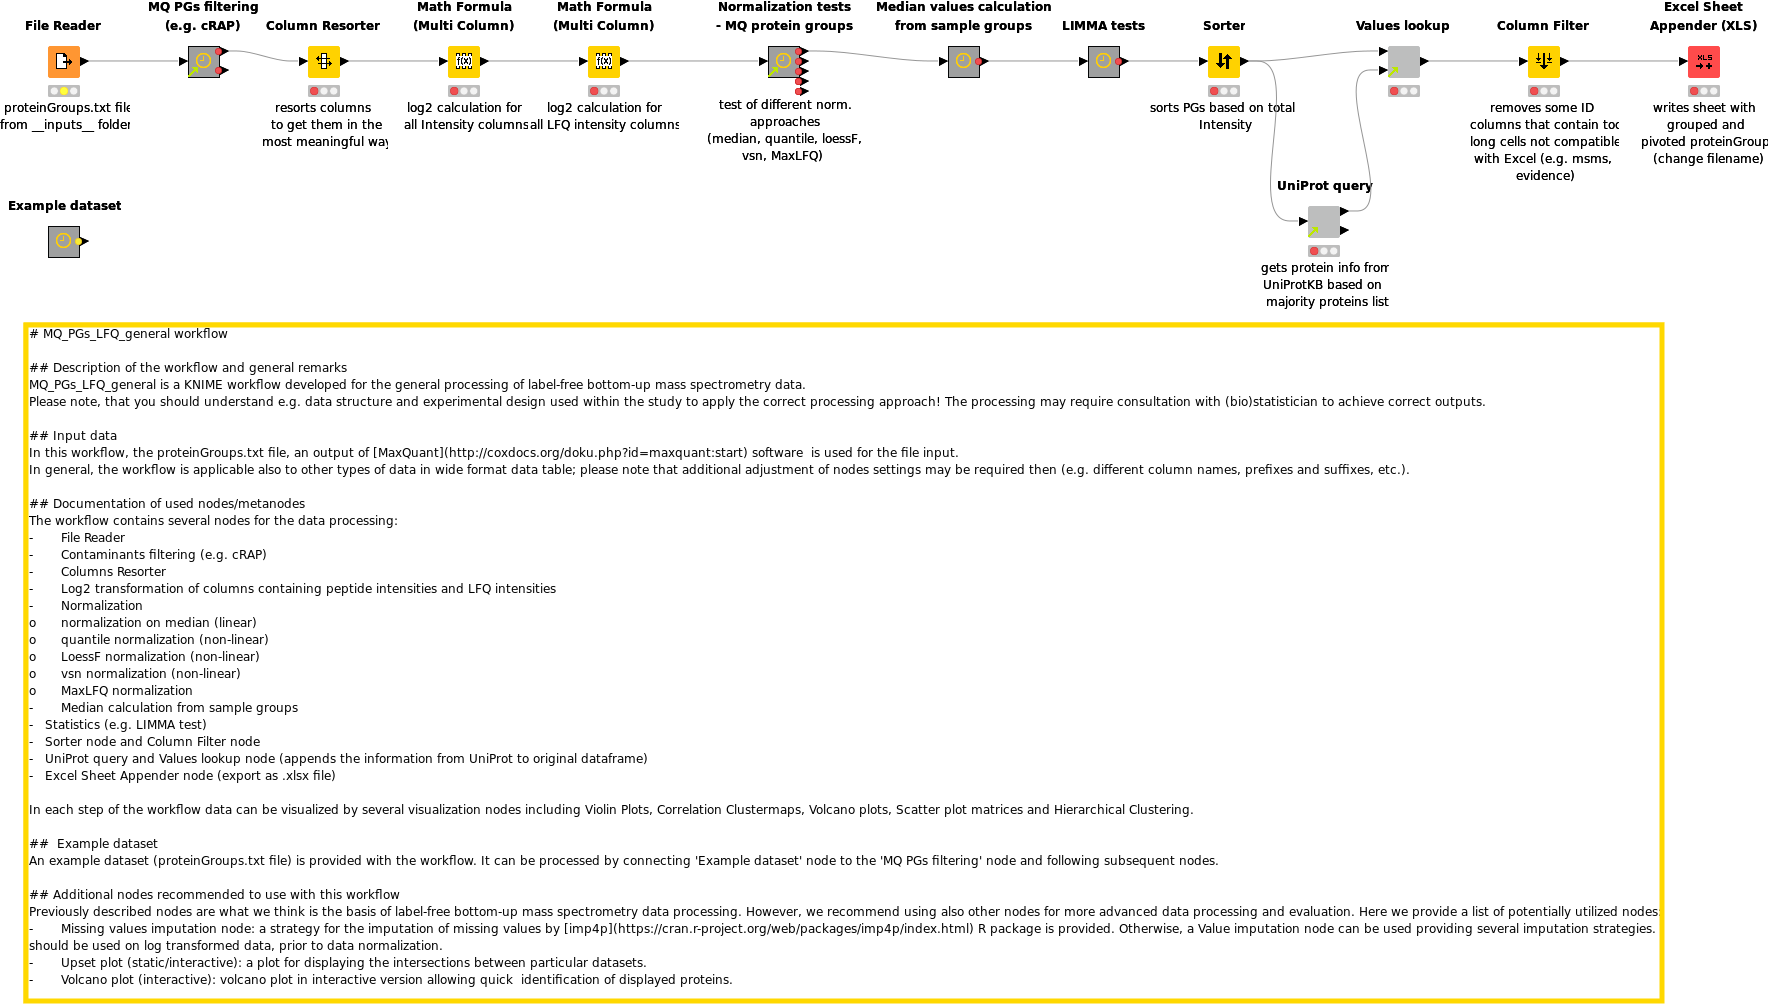 File Reader
proteinGroups.txt file
from __inputs__ folder
MQ PGs filtering
(e.g. cRAP)
Column Resorter
resorts columns
to get them in the
most meaningful way
Math Formula
(Multi Column)
log2 calculation for
all Intensity columns
Math Formula
(Multi Column)
log2 calculation for
all LFQ intensity columns
Normalization tests
- MQ protein groups
test of different norm.
approaches
(median, quantile, loessF,
vsn, MaxLFQ)
Median values calculation
from sample groups
LIMMA tests
Sorter
sorts PGs based on total
Intensity
Values lookup
Column Filter
removes some ID
columns that contain too
long cells not compatible
with Excel (e.g. msms,
evidence)
Excel Sheet
Appender (XLS)
XLS
writes sheet with
grouped and
pivoted proteinGroup
(change filename)
UniProt query
gets protein info from
UniProtKB based on
majority proteins list
Example dataset
# MQ_PGs_LFQ_general workflow
## Description of the workflow and general remarks
MQ_PGs_LFQ_general is a KNIME workflow developed for the general processing of label-free bottom-up mass spectrometry data.
Please note, that you should understand e.g. data structure and experimental design used within the study to apply the correct processing approach! The processing may require consultation with (bio)statistician to achieve correct outputs.
## Input data
In this workflow, the proteinGroups.txt file, an output of [MaxQuant](http://coxdocs.org/doku.php?id=maxquant:start) software  is used for the file input.
In general, the workflow is applicable also to other types of data in wide format data table; please note that additional adjustment of nodes settings may be required then (e.g. different column names, prefixes and suffixes, etc.).
## Documentation of used nodes/metanodes
The workflow contains several nodes for the data processing:
- File Reader
- Contaminants filtering (e.g. cRAP)
- Columns Resorter
- Log2 transformation of columns containing peptide intensities and LFQ intensities
- Normalization
o normalization on median (linear)
o quantile normalization (non-linear)
o LoessF normalization (non-linear)
o vsn normalization (non-linear)
o MaxLFQ normalization
- Median calculation from sample groups
- Statistics (e.g. LIMMA test)
- Sorter node and Column Filter node
- UniProt query and Values lookup node (appends the information from UniProt to original dataframe)
- Excel Sheet Appender node (export as .xlsx file)
In each step of the workflow data can be visualized by several visualization nodes including Violin Plots, Correlation Clustermaps, Volcano plots, Scatter plot matrices and Hierarchical Clustering.
##  Example dataset
An example dataset (proteinGroups.txt file) is provided with the workflow. It can be processed by connecting 'Example dataset' node to the 'MQ PGs filtering' node and following subsequent nodes.
## Additional nodes recommended to use with this workflow
Previously described nodes are what we think is the basis of label-free bottom-up mass spectrometry data processing. However, we recommend using also other nodes for more advanced data processing and evaluation. Here we provide a list of potentially utilized nodes:
- Missing values imputation node: a strategy for the imputation of missing values by [imp4p](https://cran.r-project.org/web/packages/imp4p/index.html) R package is provided. Otherwise, a Value imputation node can be used providing several imputation strategies.
should be used on log transformed data, prior to data normalization.
- Upset plot (static/interactive): a plot for displaying the intersections between particular datasets.
- Volcano plot (interactive): volcano plot in interactive version allowing quick  identification of displayed proteins.